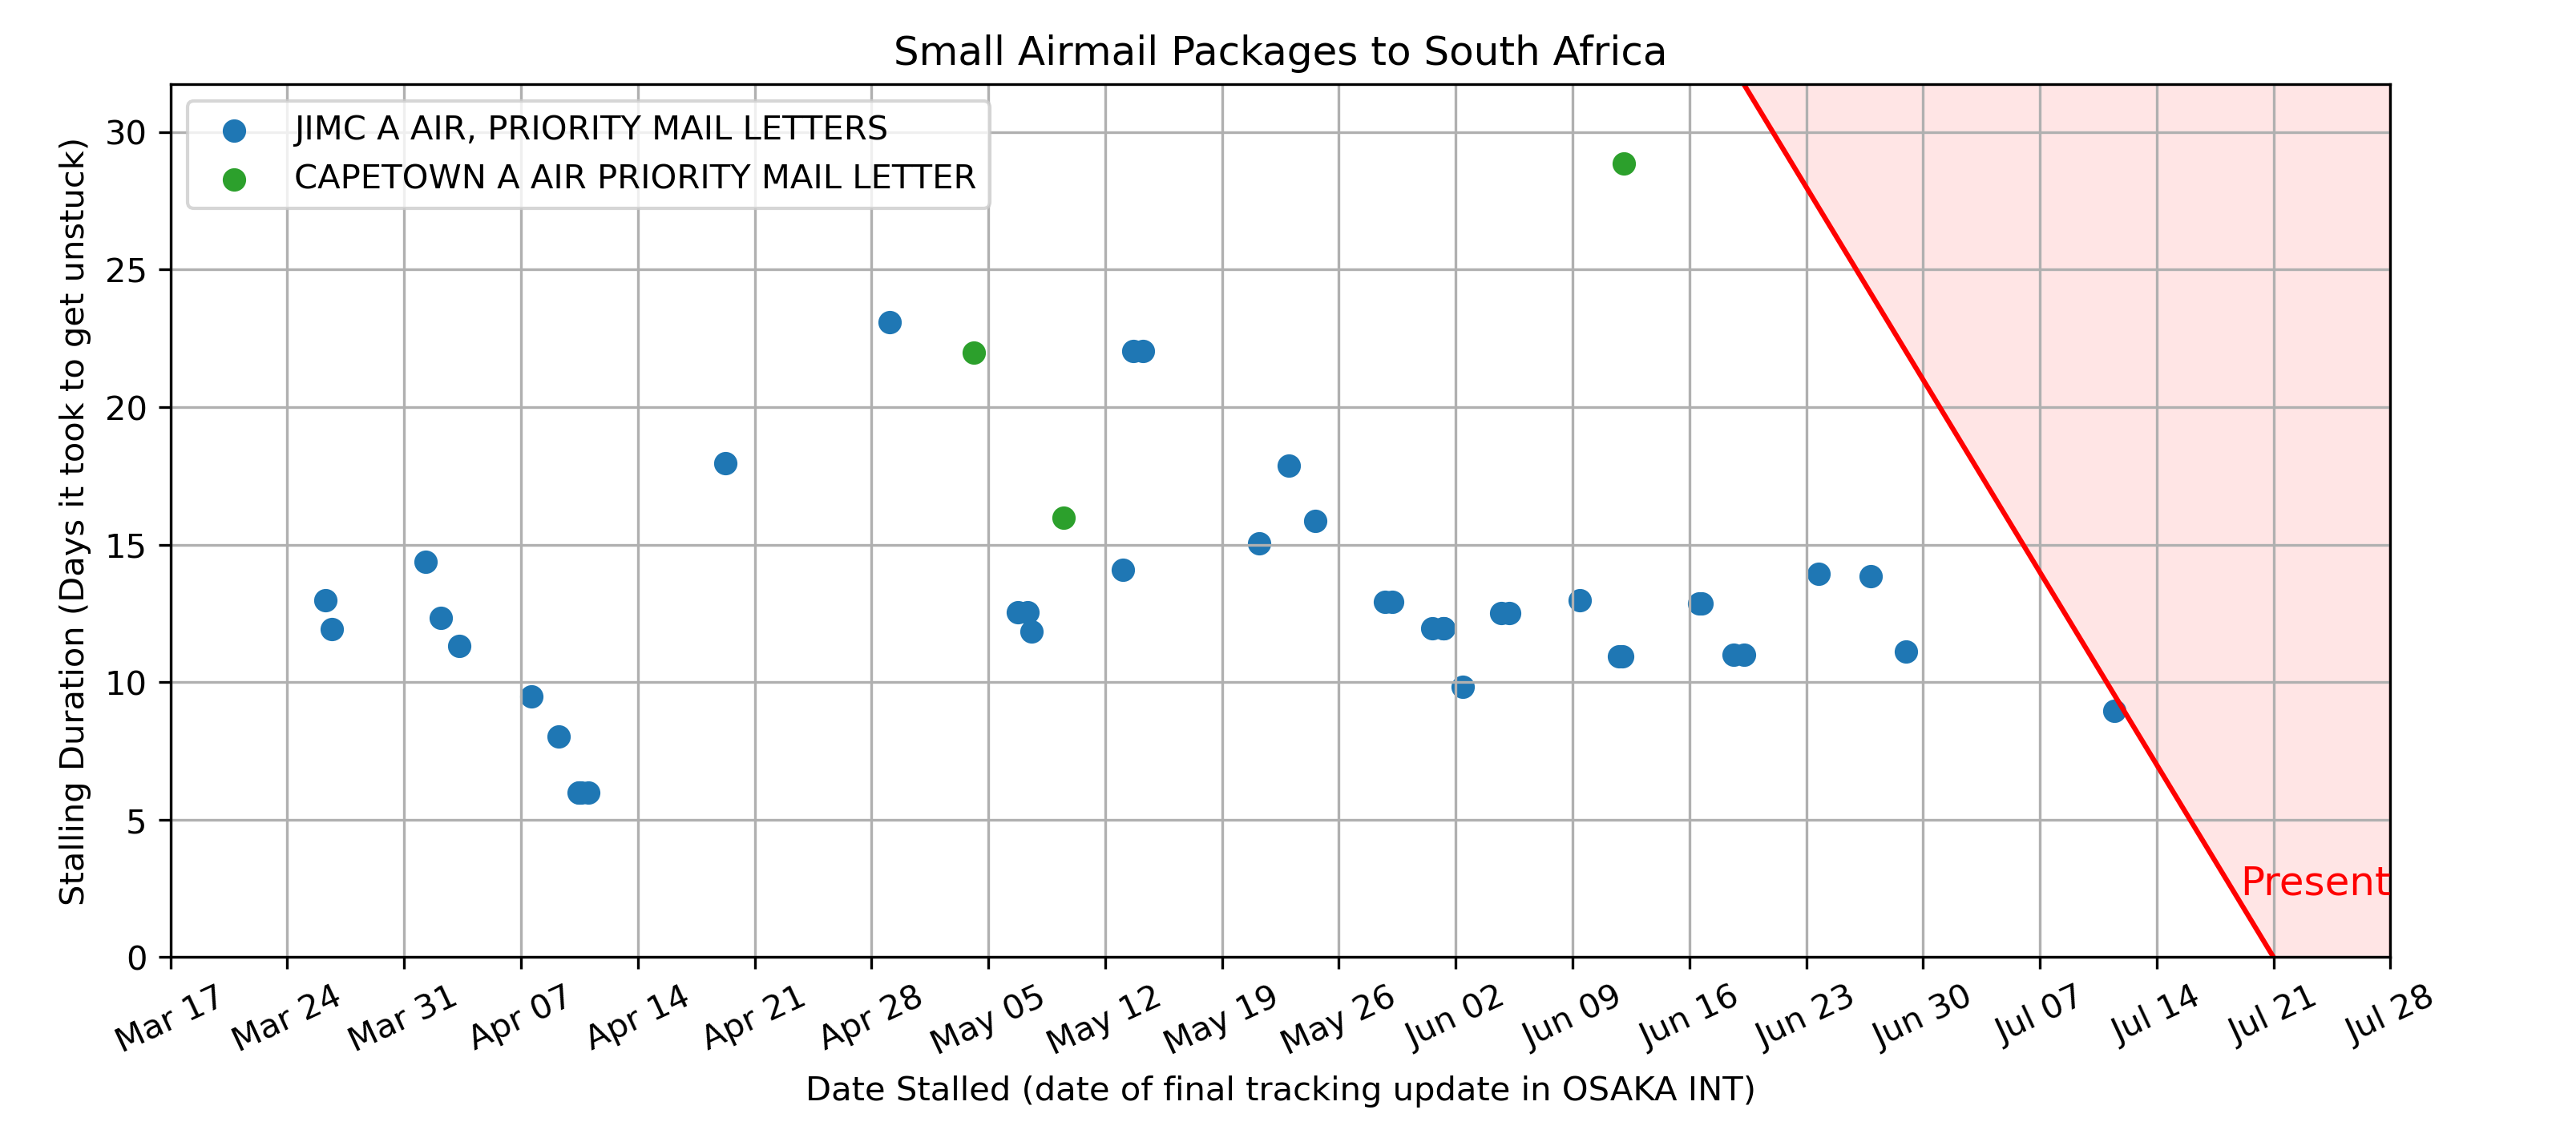 Small Airmail Packages to South Africa
JIMC A AIR, PRIORITY MAIL LETTERS
CAPETOWN A AIR PRIORITY MAIL LETTER
Stalling Duration (Days it took to get unstuck)
30
25
20
15
10
5
0
Present
Mar 17
Mar 24
Mar 31
Apr 07
Apr 14
Apr 21
Apr 28
May 05
May 12
May 19
May 26
Jun 02
Jun 09
Jun 16
Jun 23
Jun 30
Jul 07
Jul 14
Jul 21
Jul 28
Date Stalled (date of final tracking update in OSAKA INT)